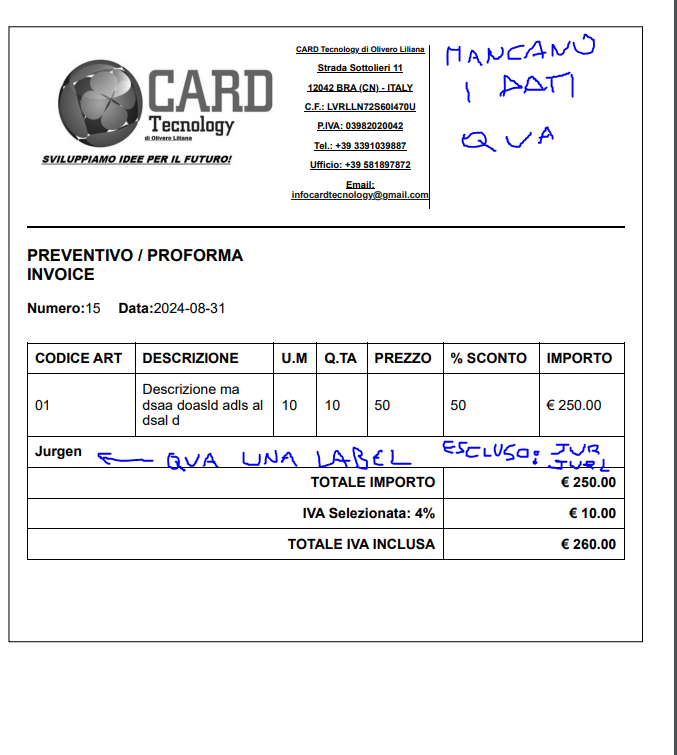 CARD
Tecnology
di Olivero Liliana
SVILUPPIAMO IDEE PER IL FUTURO!
CARD Tecnology di Olivero Liliana
Strada Sottolieri 11
12042 BRA (CN) - ITALY
C.F.: LVRLLN72S60I470U
P.IVA: 03982020042
Tel.: +39 3391039887
Ufficio: +39 581897872
Email:
infocardtecnology@gmail.com
MANCANO
I DATI
QUA
PREVENTIVO / PROFORMA
INVOICE
Numero:15 Data:2024-08-31
CODICE ART DESCRIZIONE U.M Q.TA PREZZO % SCONTO IMPORTO
01 Descrizione ma dsaa doasld adls al dsal d 10 10 50 50 € 250.00
Jurgen QUA UNA LABEL ESCLUSO: JUR
JURL
TOTALE IMPORTO € 250.00
IVA Selezionata: 4% € 10.00
TOTALE IVA INCLUSA € 260.00